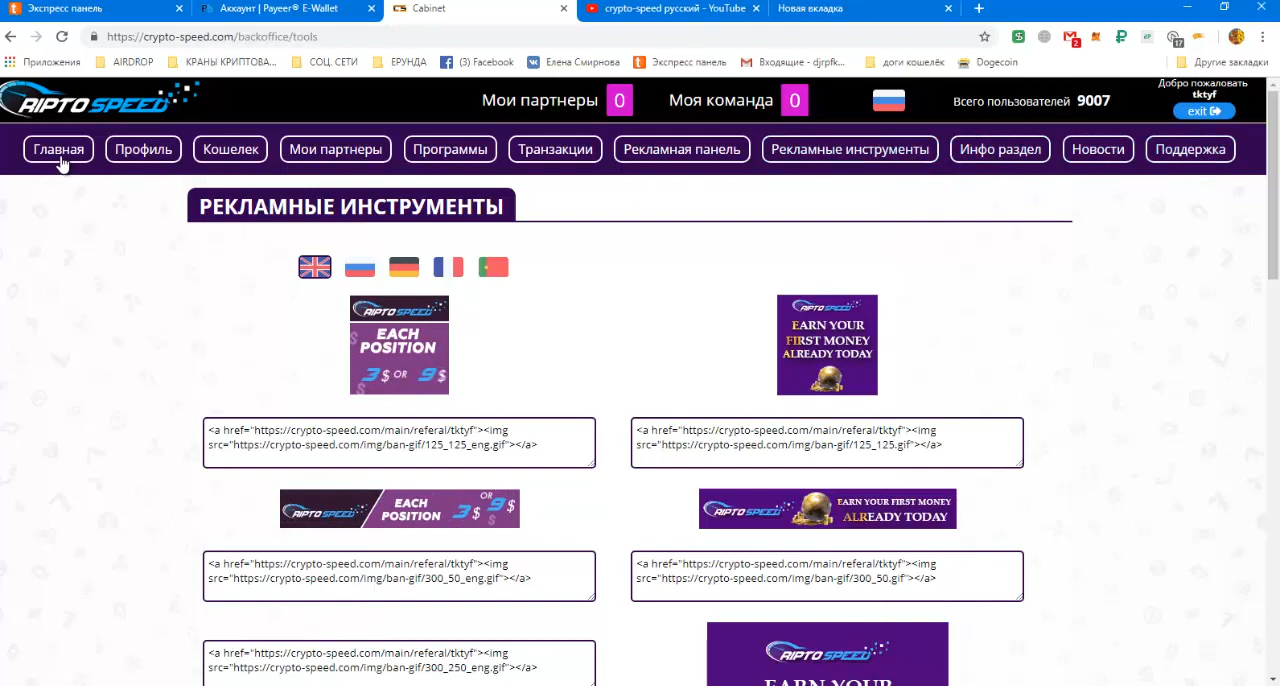 Экспресс панель
Аккаунт | Payeer® E-Wallet
Cabinet
crypto-speed русский - YouTube
Новая вкладка
https://crypto-speed.com/backoffice/tools
Приложения
AIRDROP
КРАНЫ КРИПТОВА...
СОЦ. СЕТИ
ЕРУНДА
(3) Facebook
Елена Смирнова
Экспресс панель
Входящие - djrpfk...
доги кошелёк
Dogecoin
Другие закладки
RIPTO SPEED
Мои партнеры 0
Моя команда 0
Всего пользователей 9007
Добро пожаловать
tktyf
exit
Главная
Профиль
Кошелек
Мои партнеры
Программы
Транзакции
Рекламная панель
Рекламные инструменты
Инфо раздел
Новости
Поддержка
РЕКЛАМНЫЕ ИНСТРУМЕНТЫ
RIPTO SPEED
EACH
POSITION
3$ OR 9$
RIPTO SPEED
EARN YOUR
FIRST MONEY
ALREADY TODAY
<a href="https://crypto-speed.com/main/referal/tktyf"><img
src="https://crypto-speed.com/img/ban-gif/125_125_eng.gif"></a>
<a href="https://crypto-speed.com/main/referal/tktyf"><img
src="https://crypto-speed.com/img/ban-gif/125_125.gif"></a>
RIPTO SPEED
EACH
POSITION
3$ OR 9$
RIPTO SPEED
EARN YOUR FIRST MONEY
ALREADY TODAY
<a href="https://crypto-speed.com/main/referal/tktyf"><img
src="https://crypto-speed.com/img/ban-gif/300_50_eng.gif"></a>
<a href="https://crypto-speed.com/main/referal/tktyf"><img
src="https://crypto-speed.com/img/ban-gif/300_50.gif"></a>
<a href="https://crypto-speed.com/main/referal/tktyf"><img
src="https://crypto-speed.com/img/ban-gif/300_250_eng.gif"></a>
RIPTO SPEED
EARN YOUR